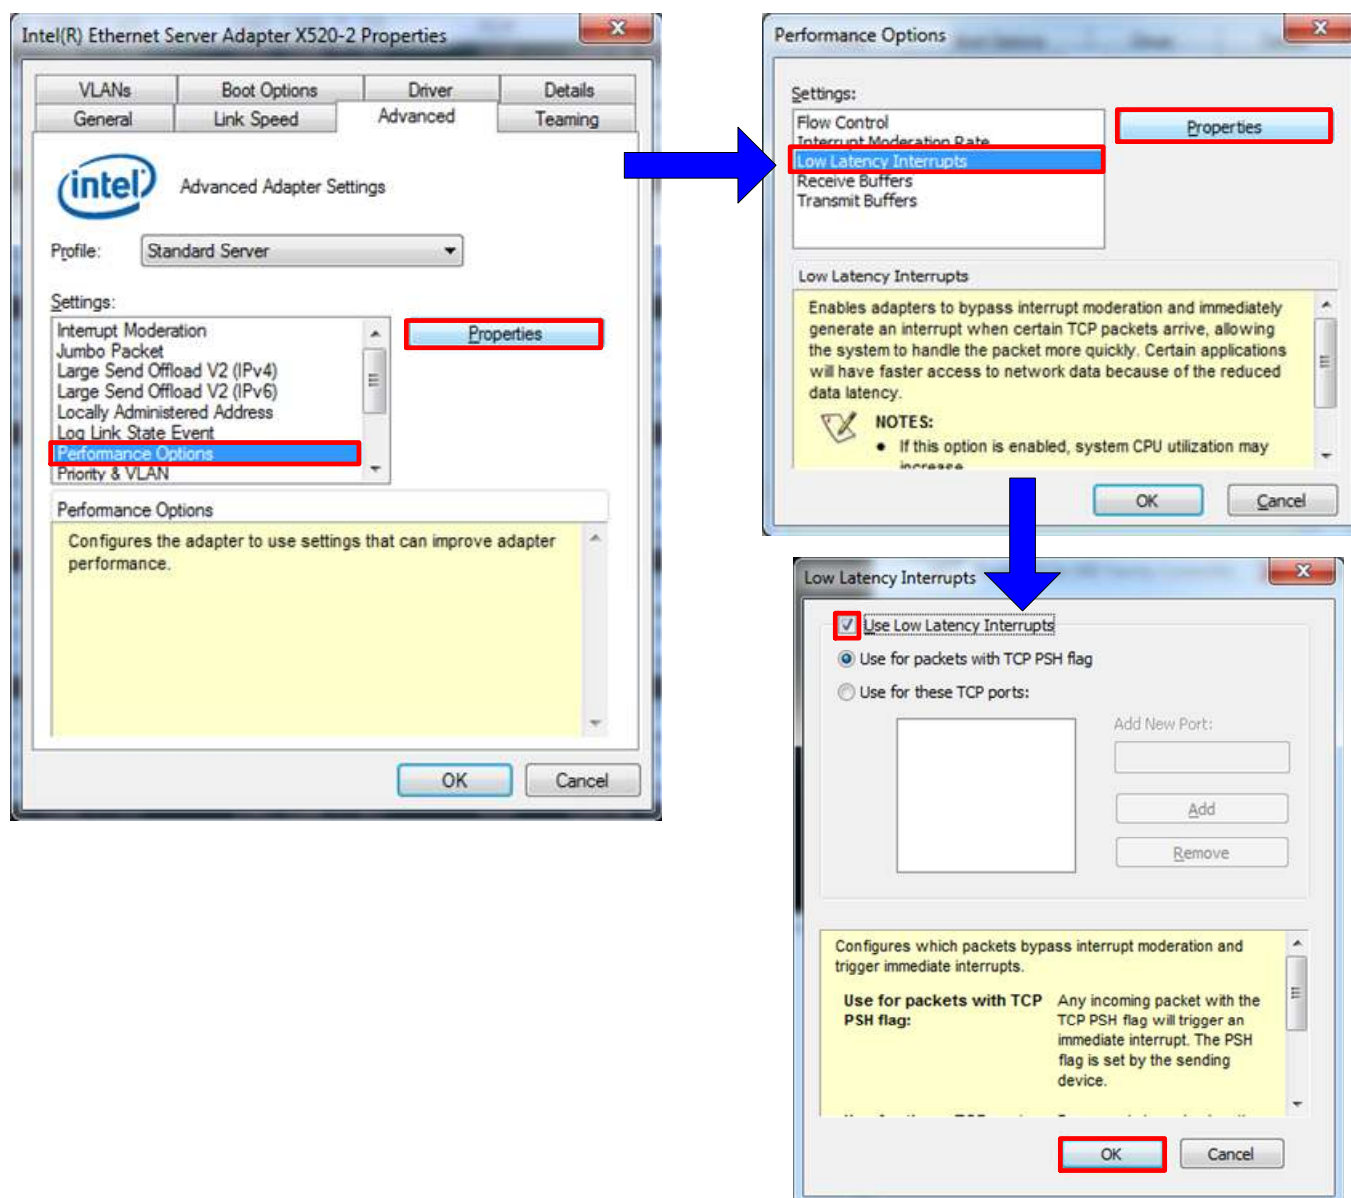 Intel(R) Ethernet Server Adapter X520-2 Properties
VLANs
Boot Options
Driver
Details
General
Link Speed
Advanced
Teaming
intel
Advanced Adapter Settings
Profile:
Standard Server
Settings:
Interrupt Moderation
Jumbo Packet
Large Send Offload V2 (IPv4)
Large Send Offload V2 (IPv6)
Locally Administered Address
Log Link State Event
Performance Options
Priority & VLAN
Properties
Performance Options
Configures the adapter to use settings that can improve adapter
performance.
OK
Cancel
Performance Options
Settings:
Flow Control
Interrupt Moderation Rate
Low Latency Interrupts
Receive Buffers
Transmit Buffers
Properties
Low Latency Interrupts
Enables adapters to bypass interrupt moderation and immediately
generate an interrupt when certain TCP packets arrive, allowing
the system to handle the packet more quickly. Certain applications
will have faster access to network data because of the reduced
data latency.
NOTES:
• If this option is enabled, system CPU utilization may
increase
OK
Cancel
Low Latency Interrupts
Use Low Latency Interrupts
Use for packets with TCP PSH flag
Use for these TCP ports:
Add New Port:
Add
Remove
Configures which packets bypass interrupt moderation and
trigger immediate interrupts.
Use for packets with TCP
PSH flag:
Any incoming packet with the
TCP PSH flag will trigger an
immediate interrupt. The PSH
flag is set by the sending
device.
OK
Cancel